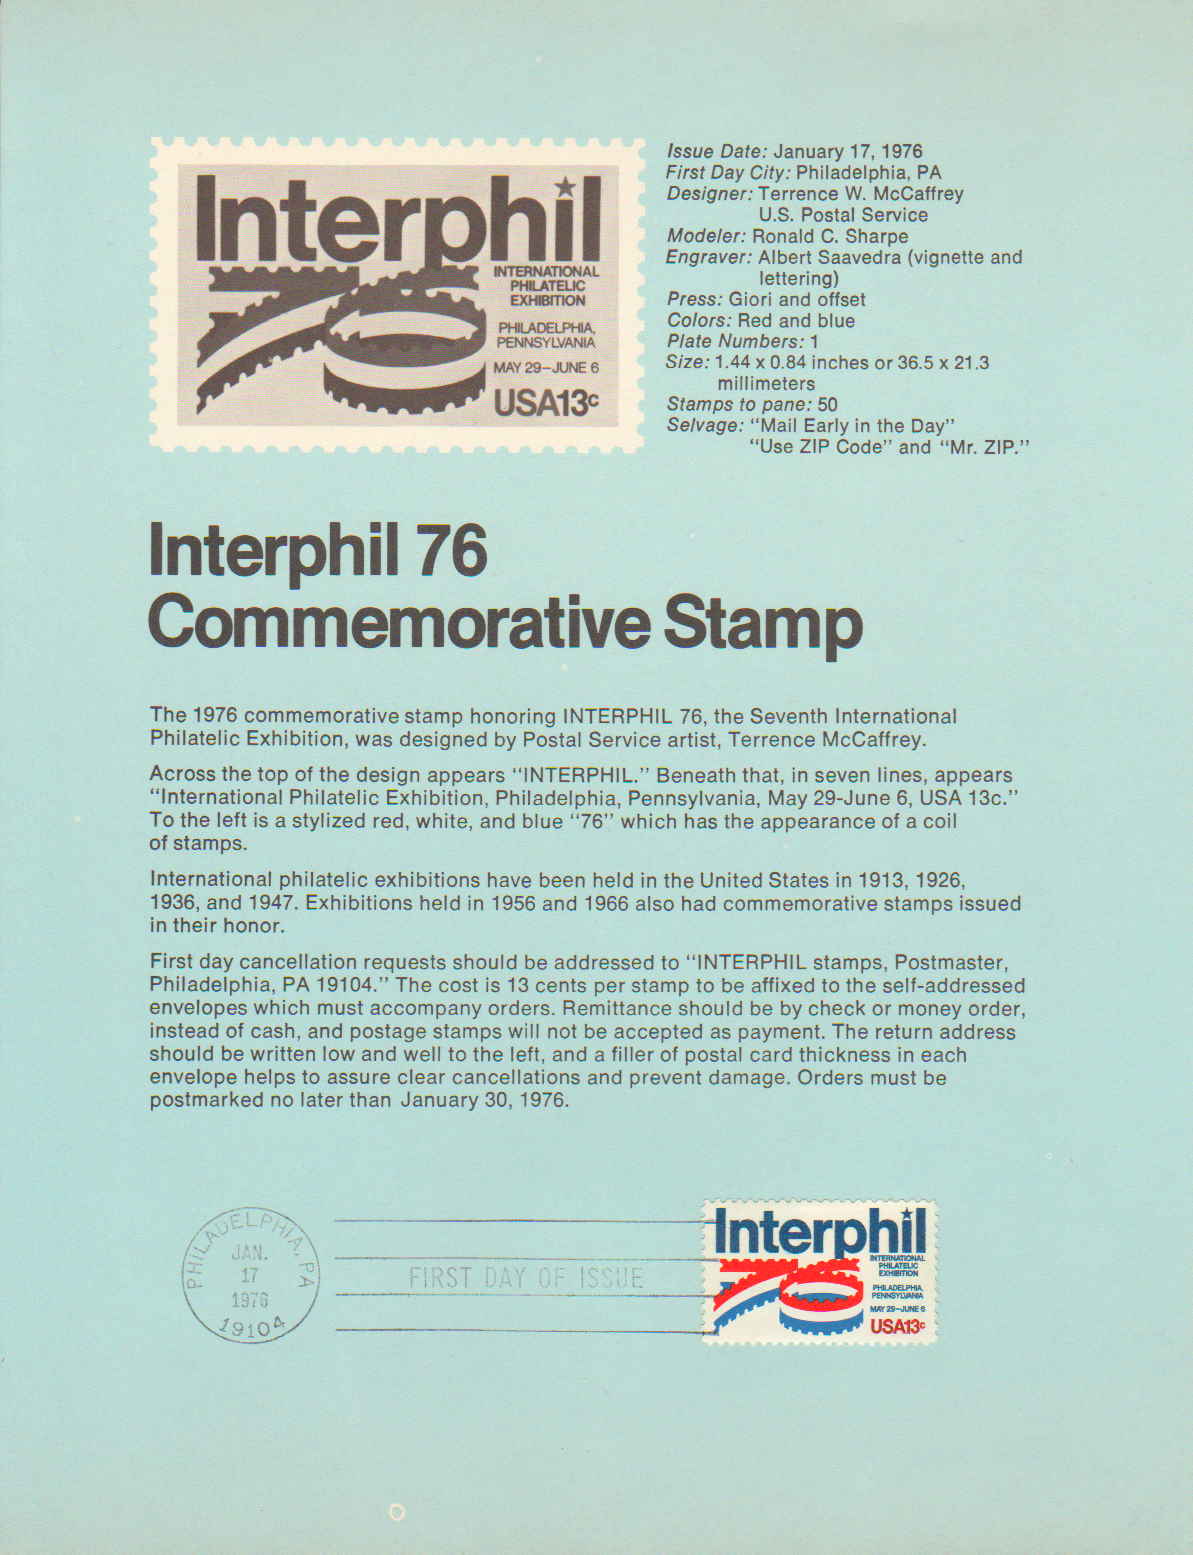 Interphil
INTERNATIONAL
PHILATELIC
EXHIBITION
PHILADELPHIA,
PENNSYLVANIA
MAY 29–JUNE 6
USA13c
Issue Date: January 17, 1976
First Day City: Philadelphia, PA
Designer: Terrence W. McCaffrey
U.S. Postal Service
Modeler: Ronald C. Sharpe
Engraver: Albert Saavedra (vignette and
lettering)
Press: Giori and offset
Colors: Red and blue
Plate Numbers: 1
Size: 1.44 x 0.84 inches or 36.5 x 21.3
millimeters
Stamps to pane: 50
Selvage: “Mail Early in the Day”
“Use ZIP Code” and “Mr. ZIP.”
Interphil 76
Commemorative Stamp
The 1976 commemorative stamp honoring INTERPHIL 76, the Seventh International
Philatelic Exhibition, was designed by Postal Service artist, Terrence McCaffrey.
Across the top of the design appears “INTERPHIL.” Beneath that, in seven lines, appears
“International Philatelic Exhibition, Philadelphia, Pennsylvania, May 29-June 6, USA 13c.”
To the left is a stylized red, white, and blue “76” which has the appearance of a coil
of stamps.
International philatelic exhibitions have been held in the United States in 1913, 1926,
1936, and 1947. Exhibitions held in 1956 and 1966 also had commemorative stamps issued
in their honor.
First day cancellation requests should be addressed to “INTERPHIL stamps, Postmaster,
Philadelphia, PA 19104.” The cost is 13 cents per stamp to be affixed to the self-addressed
envelopes which must accompany orders. Remittance should be by check or money order,
instead of cash, and postage stamps will not be accepted as payment. The return address
should be written low and well to the left, and a filler of postal card thickness in each
envelope helps to assure clear cancellations and prevent damage. Orders must be
postmarked no later than January 30, 1976.
PHILADELPHIA, PA
JAN.
17
1976
19104
FIRST DAY OF ISSUE
Interphil
INTERNATIONAL
PHILATELIC
EXHIBITION
PHILADELPHIA,
PENNSYLVANIA
MAY 29–JUNE 6
USA13c